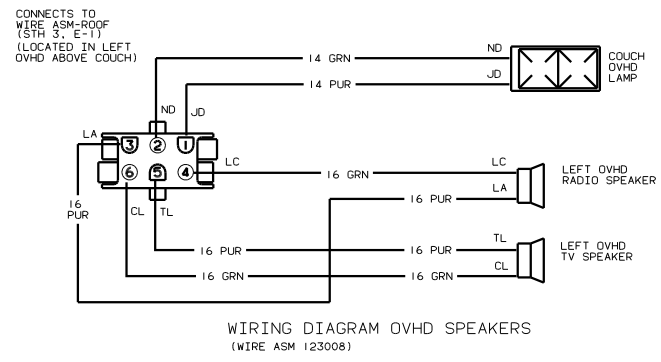 CONNECTS TO
WIRE ASM-ROOF
(STH 3, E-1)
(LOCATED IN LEFT
OVHD ABOVE COUCH)
14 GRN
ND
14 PUR
JD
COUCH
OVHD
LAMP
ND
JD
LA
3
2
1
6
5
4
LC
16 GRN
LC
LA
16 PUR
LEFT OVHD
RADIO SPEAKER
16
PUR
CL
TL
16 PUR
16 PUR
TL
16 GRN
16 GRN
CL
LEFT OVHD
TV SPEAKER
WIRING DIAGRAM OVHD SPEAKERS
(WIRE ASM 123008)